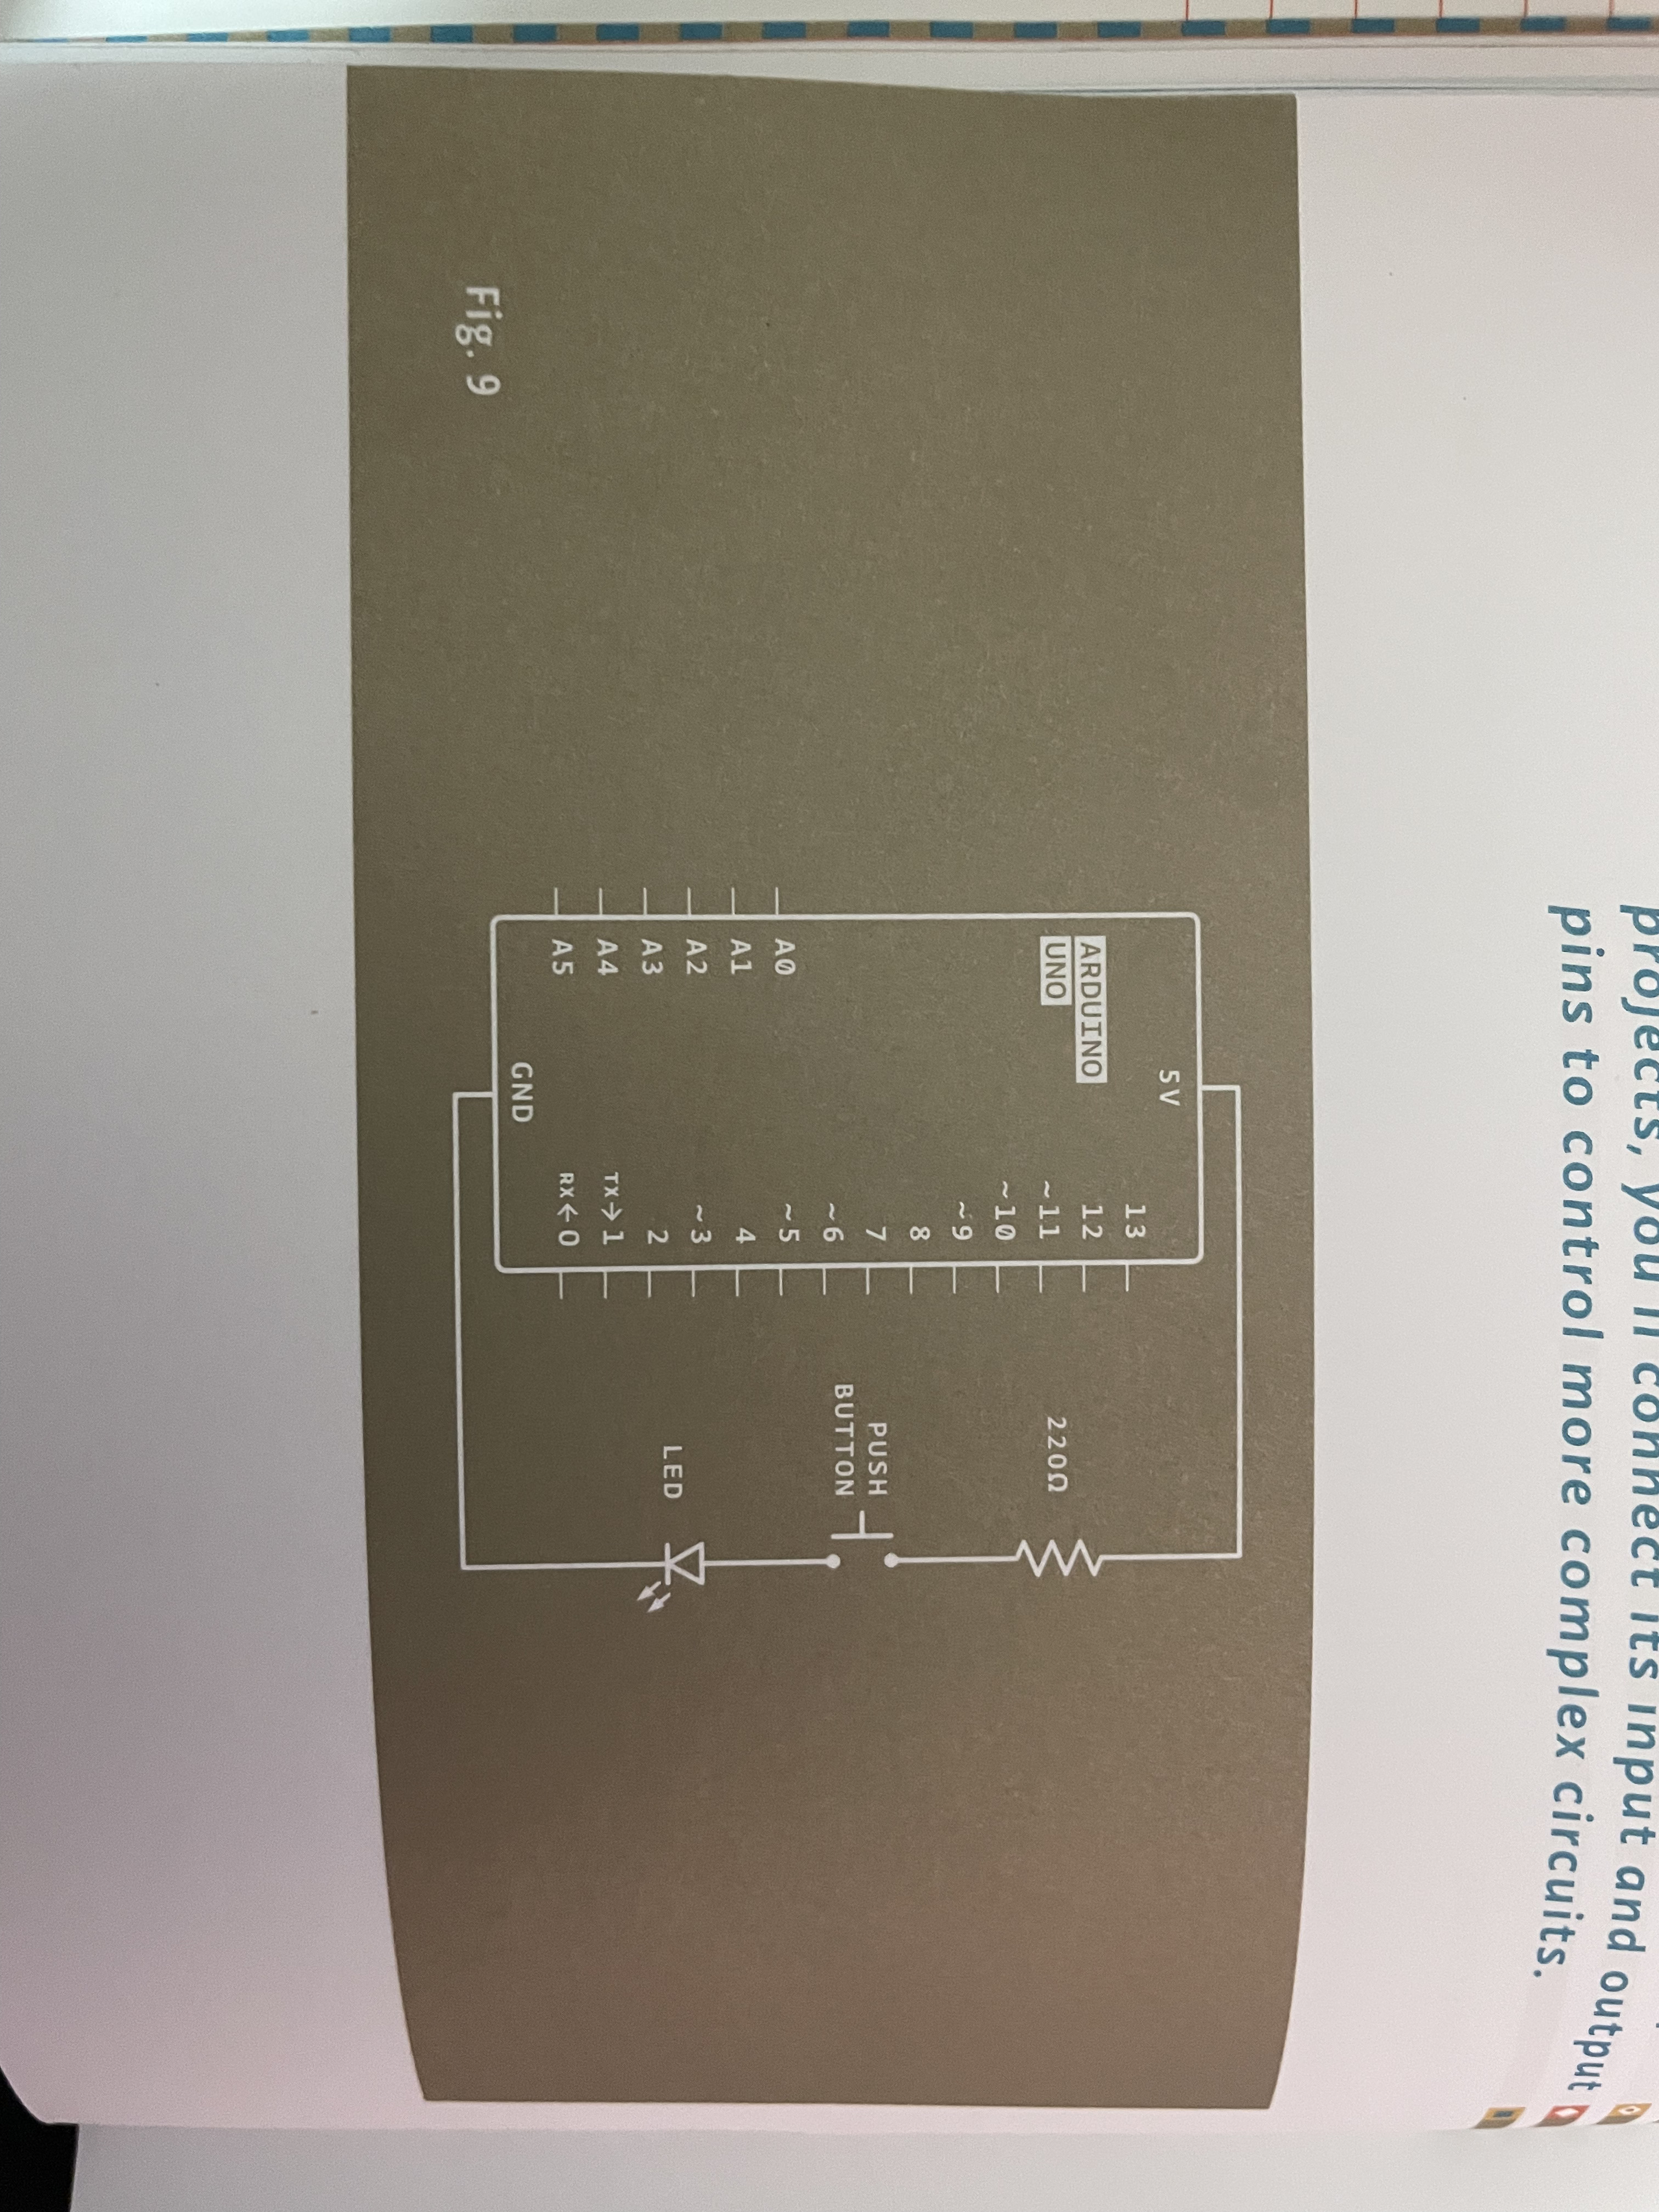 projects, you'll connect its input and output
pins to control more complex circuits.
5V
13
ARDUINO
12
UNO
~11
220Ω
~10
~9
8
7
PUSH
BUTTON
~6
A0
~5
A1
4
A2
~3
LED
A3
2
A4
TX→1
A5
RX←0
GND
Fig. 9